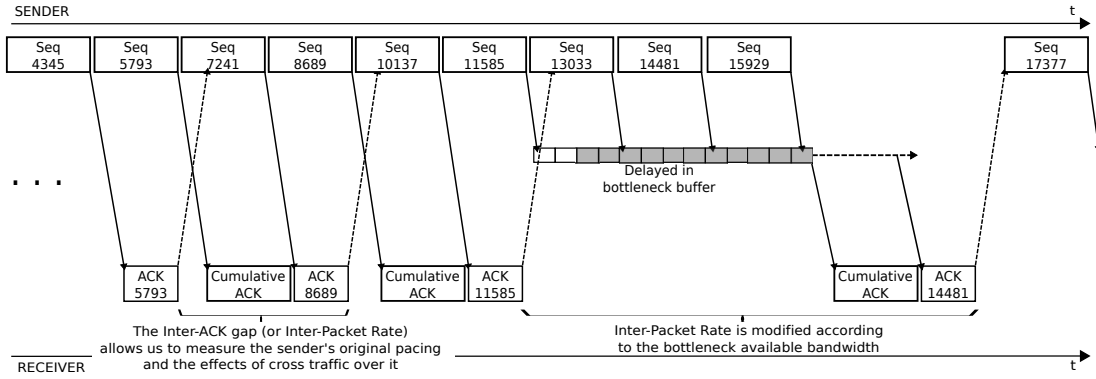 SENDER
t
Seq
4345
Seq
5793
Seq
7241
Seq
8689
Seq
10137
Seq
11585
Seq
13033
Seq
14481
Seq
15929
Seq
17377
Delayed in
bottleneck buffer
. . .
ACK
5793
Cumulative
ACK
ACK
8689
Cumulative
ACK
ACK
11585
Cumulative
ACK
ACK
14481
The Inter-ACK gap (or Inter-Packet Rate)
allows us to measure the sender's original pacing
and the effects of cross traffic over it
Inter-Packet Rate is modified according
to the bottleneck available bandwidth
RECEIVER
t